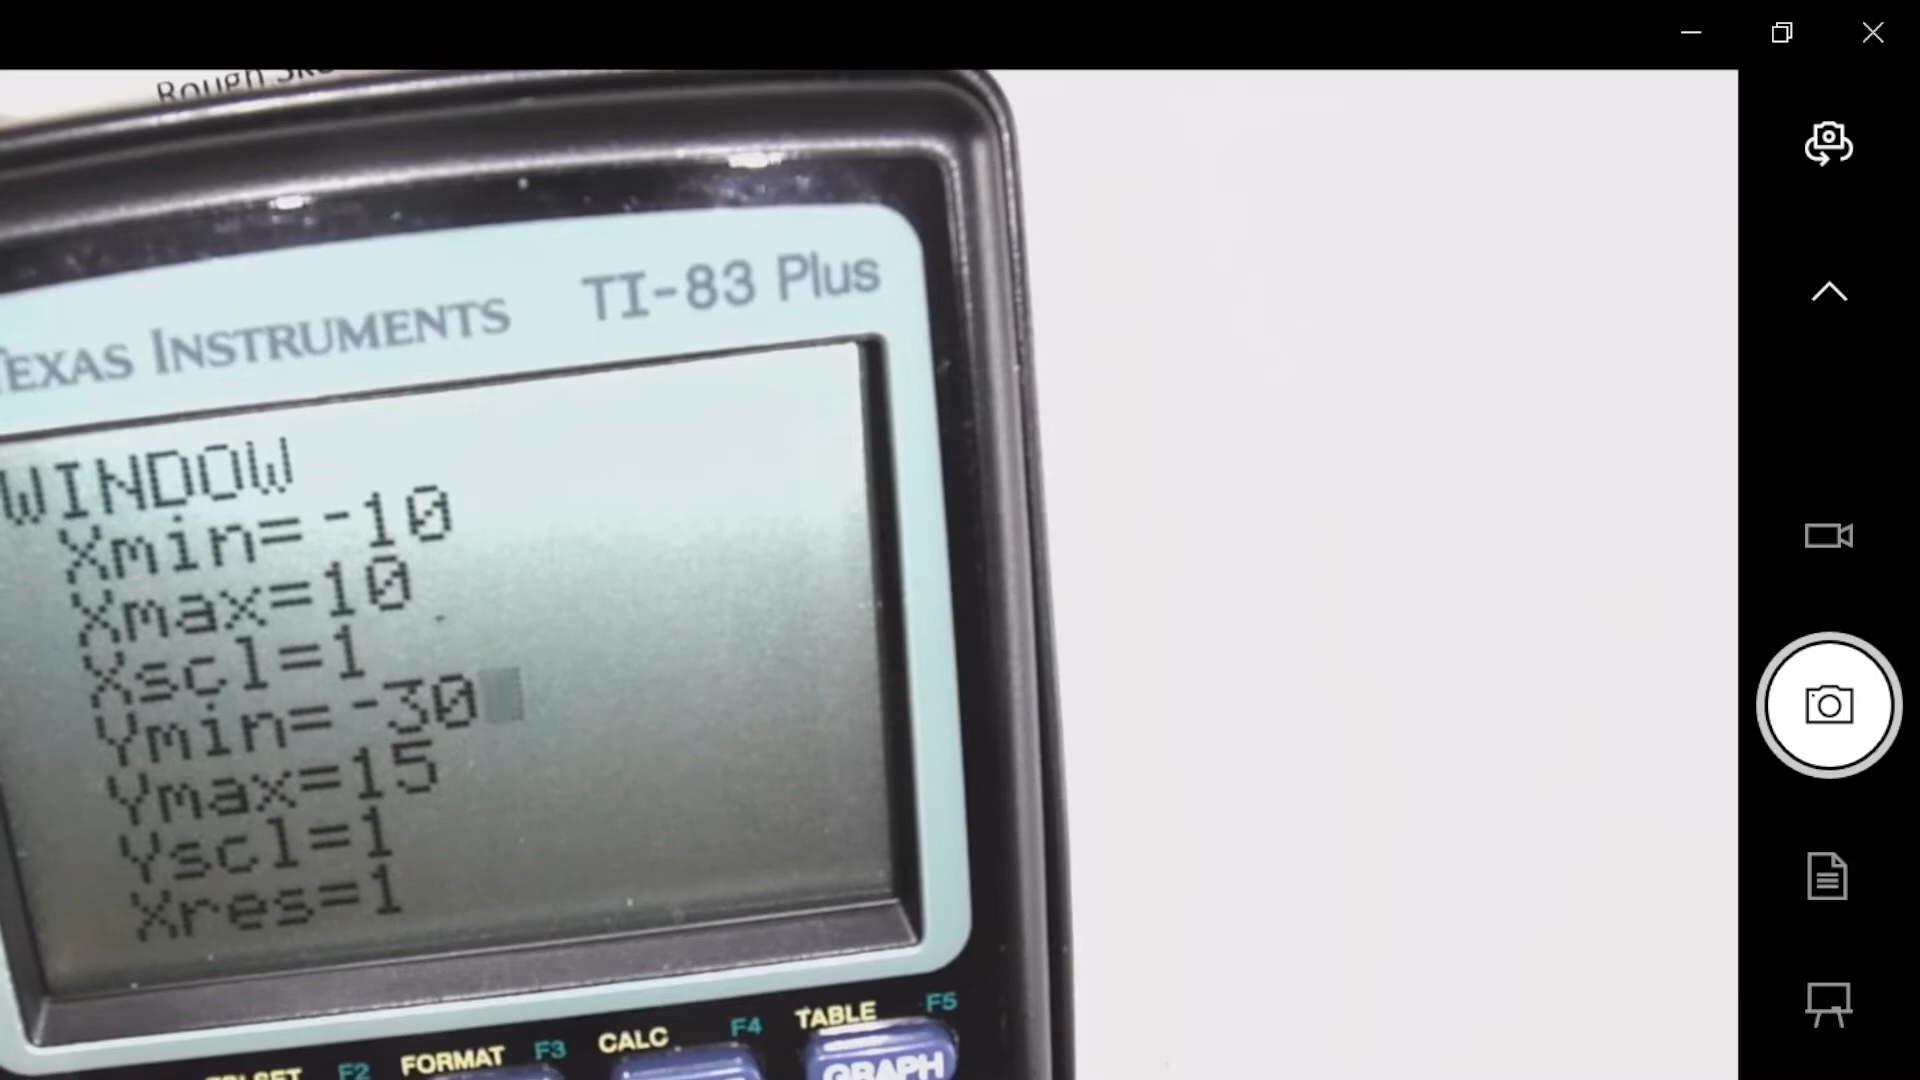 Rough
TEXAS INSTRUMENTS TI-83 Plus
WINDOW
Xmin=-10
Xmax=10
Xscl=1
Ymin=-30
Ymax=15
Yscl=1
Xres=1
F2 FORMAT F3 CALC F4 TABLE F5
GRAPH